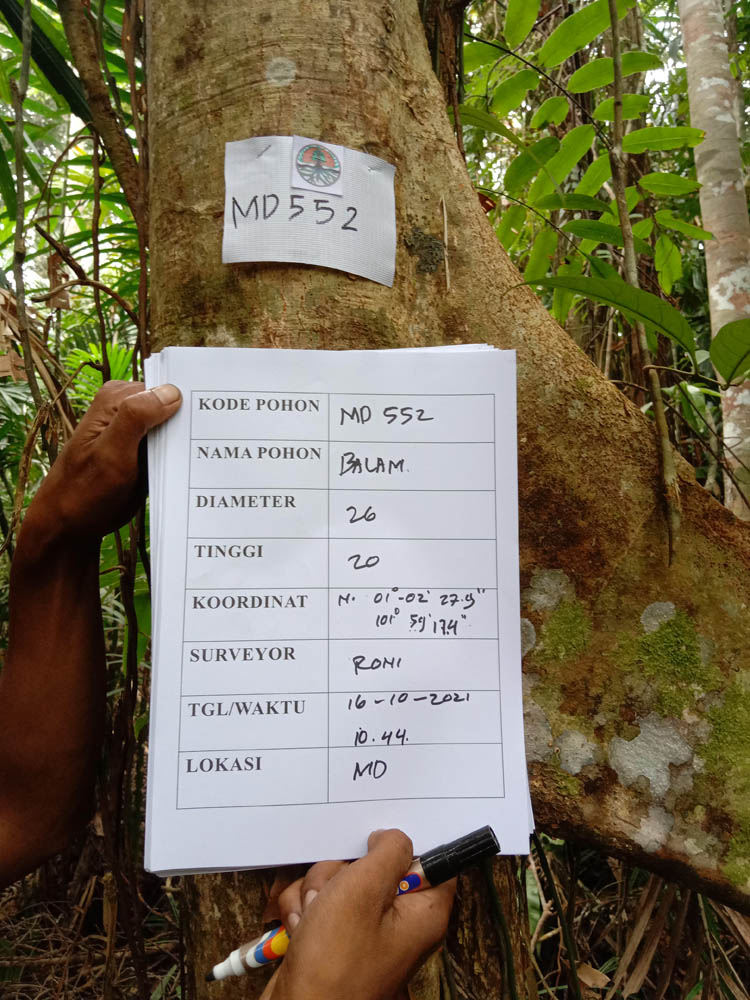 MD 552
KODE POHON MD 552
NAMA POHON BALAM.
DIAMETER 26
TINGGI 20
KOORDINAT N. 01°-02' 27.9"
101° 59' 17.4"
SURVEYOR RONI
TGL/WAKTU 16-10-2021
10.44.
LOKASI MD